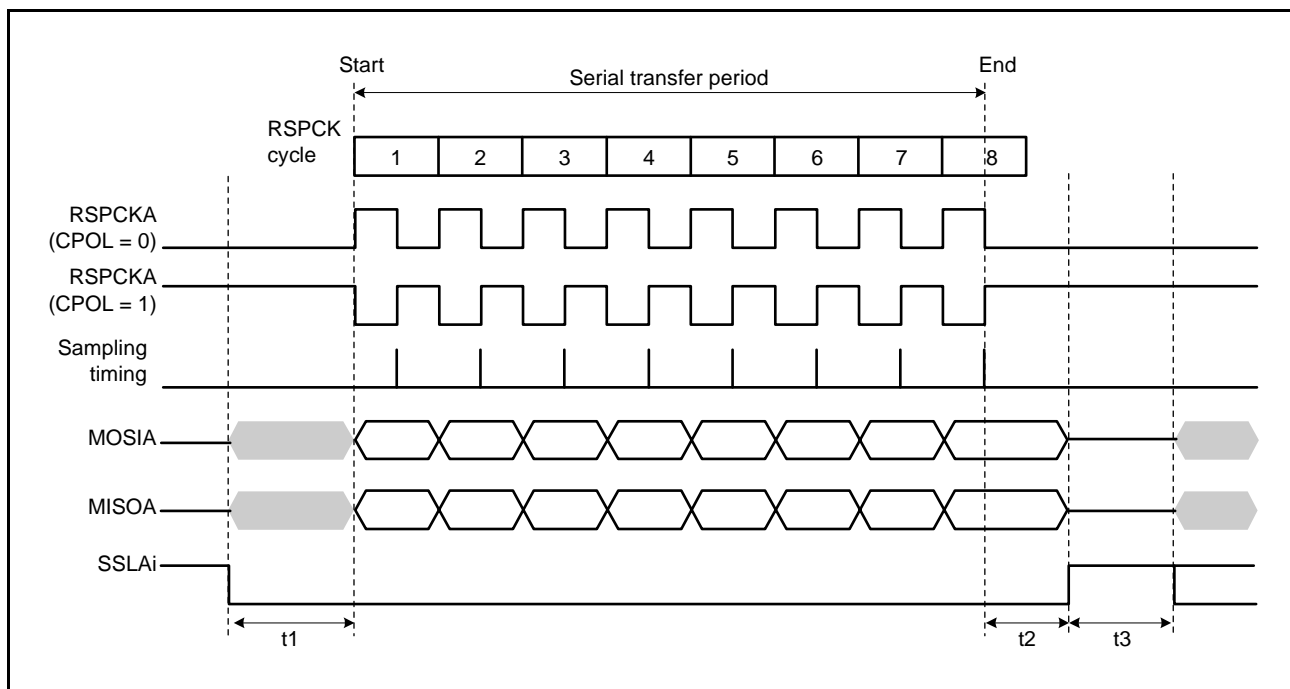 Start
Serial transfer period
End
RSPCK
cycle
1 2 3 4 5 6 7 8
RSPCKA
(CPOL = 0)
RSPCKA
(CPOL = 1)
Sampling
timing
MOSIA
MISOA
SSLAi
t1
t2
t3